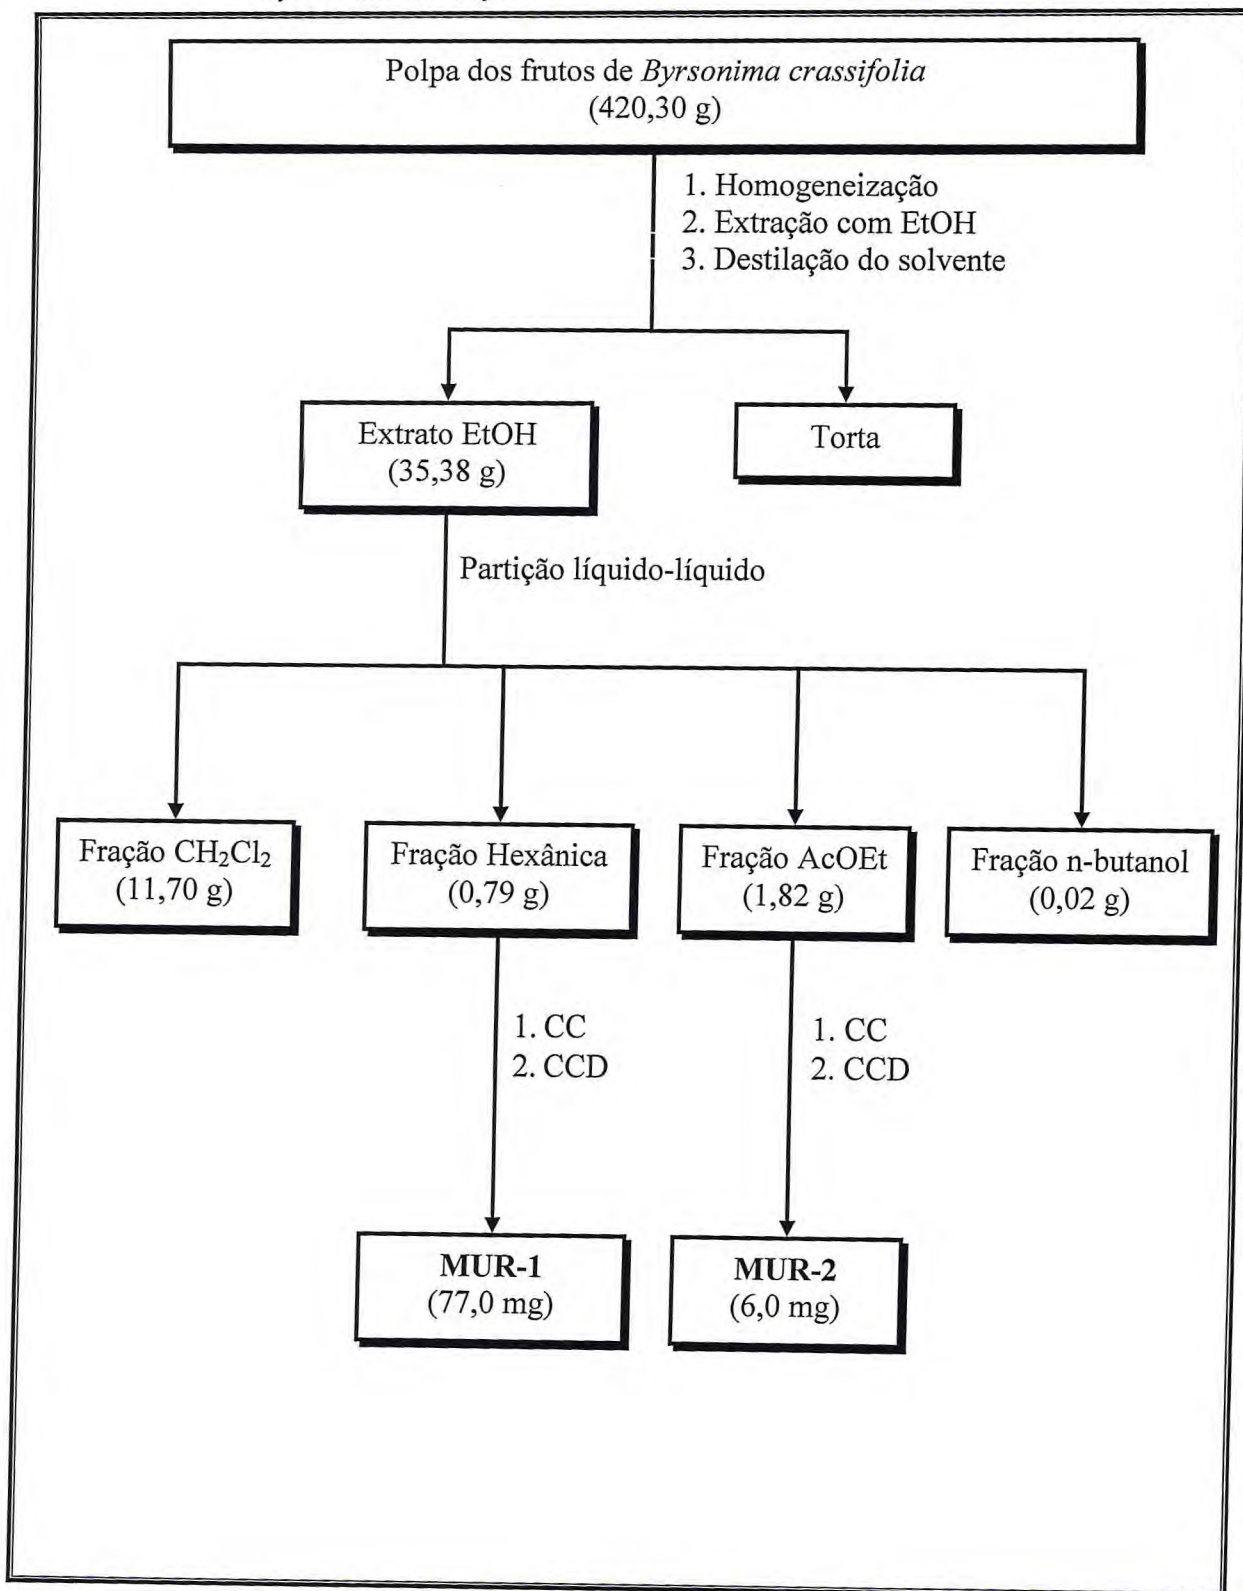 Polpa dos frutos de Byrsonima crassifolia
(420,30 g)
1. Homogeneização
2. Extração com EtOH
3. Destilação do solvente
Extrato EtOH
(35,38 g)
Torta
Partição líquido-líquido
Fração CH₂Cl₂
(11,70 g)
Fração Hexânica
(0,79 g)
Fração AcOEt
(1,82 g)
Fração n-butanol
(0,02 g)
1. CC
2. CCD
1. CC
2. CCD
MUR-1
(77,0 mg)
MUR-2
(6,0 mg)